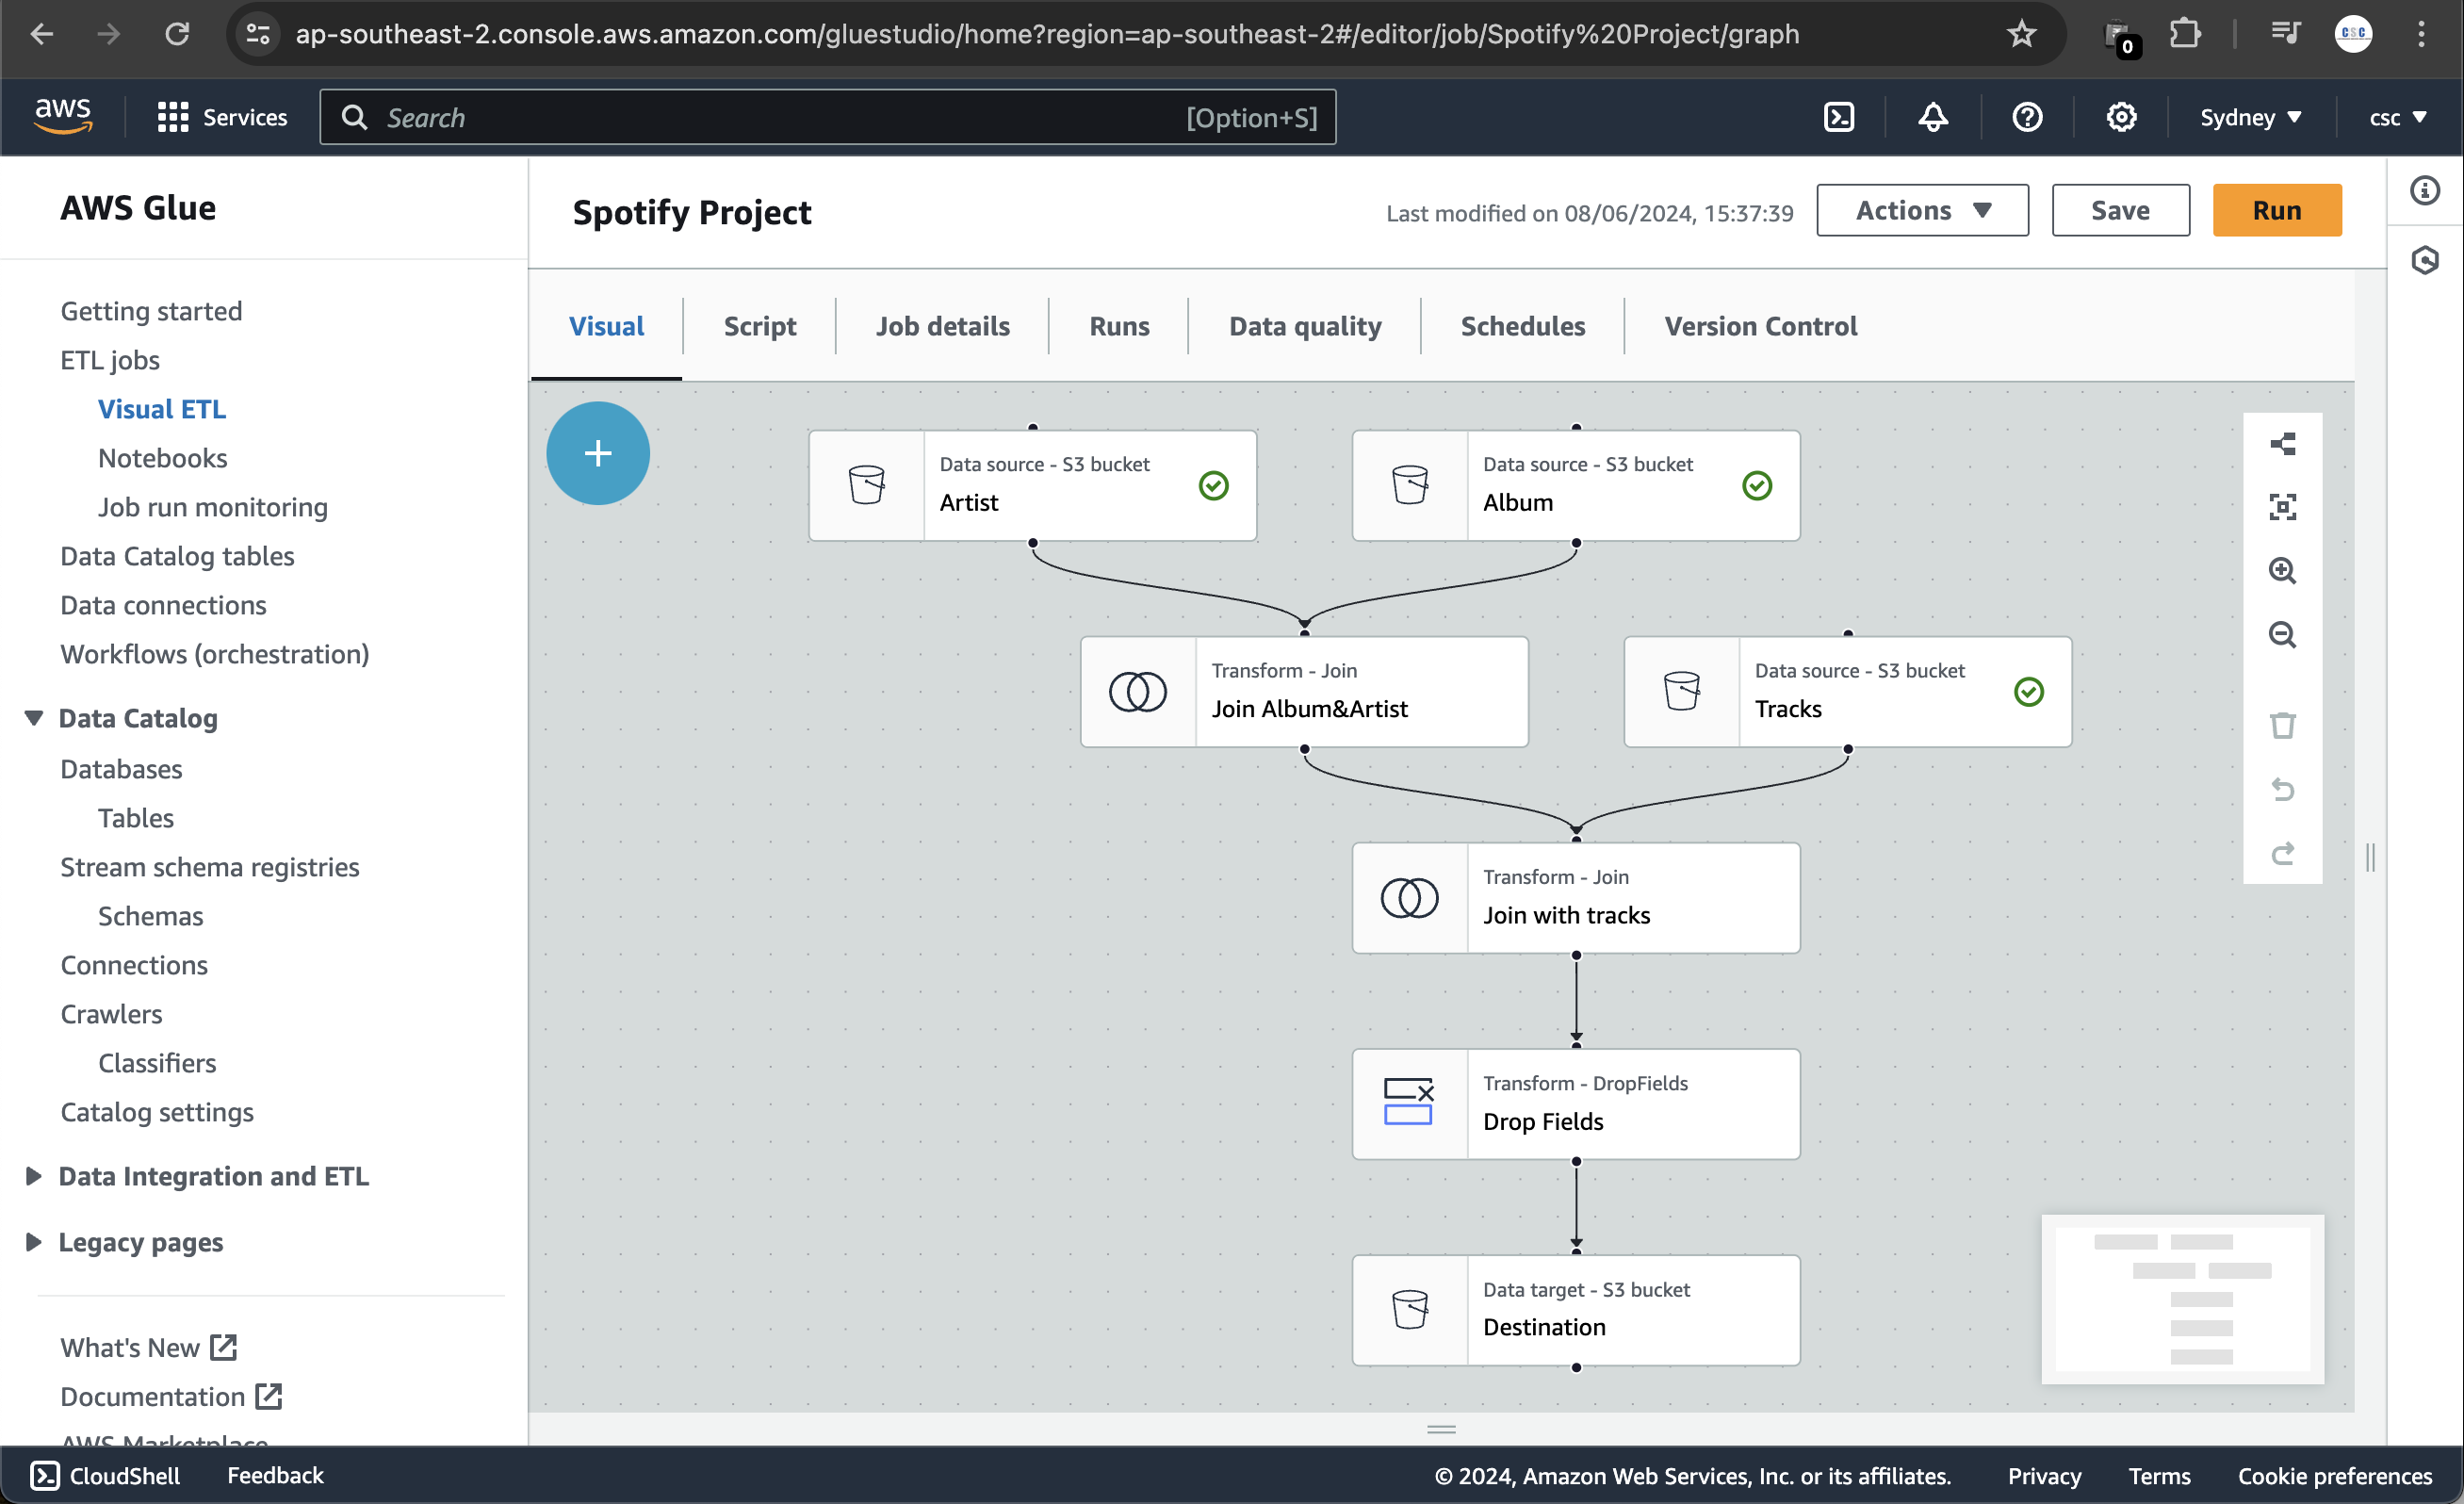 ap-southeast-2.console.aws.amazon.com/gluestudio/home?region=ap-southeast-2#/editor/job/Spotify%20Project/graph
0
CSC
aws
Services
Search
[Option+S]
Sydney
csc
AWS Glue
Getting started
ETL jobs
Visual ETL
Notebooks
Job run monitoring
Data Catalog tables
Data connections
Workflows (orchestration)
Data Catalog
Databases
Tables
Stream schema registries
Schemas
Connections
Crawlers
Classifiers
Catalog settings
Data Integration and ETL
Legacy pages
What's New
Documentation
AWS Marketplace
Spotify Project
Last modified on 08/06/2024, 15:37:39
Actions
Save
Run
Visual
Script
Job details
Runs
Data quality
Schedules
Version Control
Data source - S3 bucket
Artist
Data source - S3 bucket
Album
Transform - Join
Join Album&Artist
Data source - S3 bucket
Tracks
Transform - Join
Join with tracks
Transform - DropFields
Drop Fields
Data target - S3 bucket
Destination
CloudShell
Feedback
© 2024, Amazon Web Services, Inc. or its affiliates.
Privacy
Terms
Cookie preferences